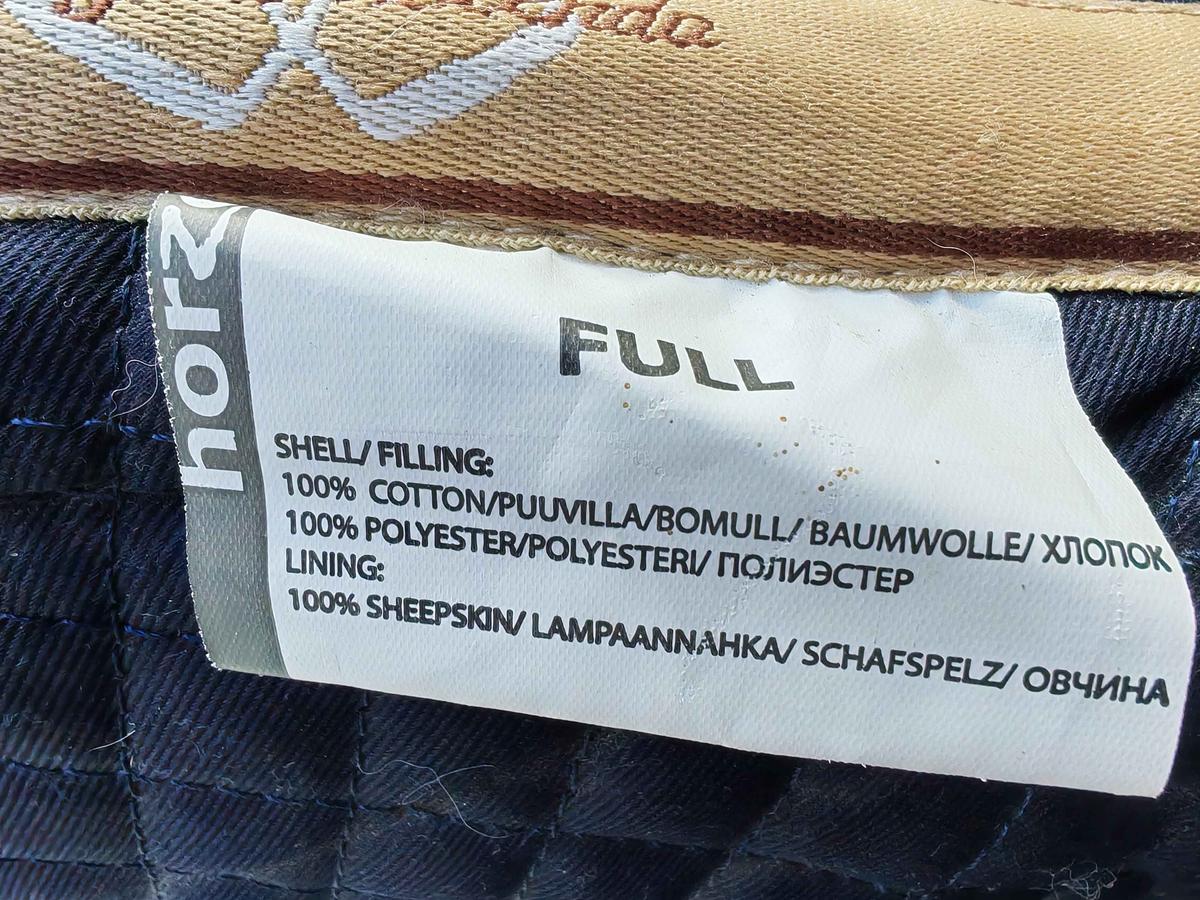 horz
FULL
SHELL/ FILLING:
100% COTTON/PUUVILLA/BOMULL/ BAUMWOLLE/ ХЛОПОК
100% POLYESTER/POLYESTERI/ ПОЛИЭСТЕР
LINING:
100% SHEEPSKIN/ LAMPAANNAHKA/ SCHAFSPELZ/ ОВЧИНА